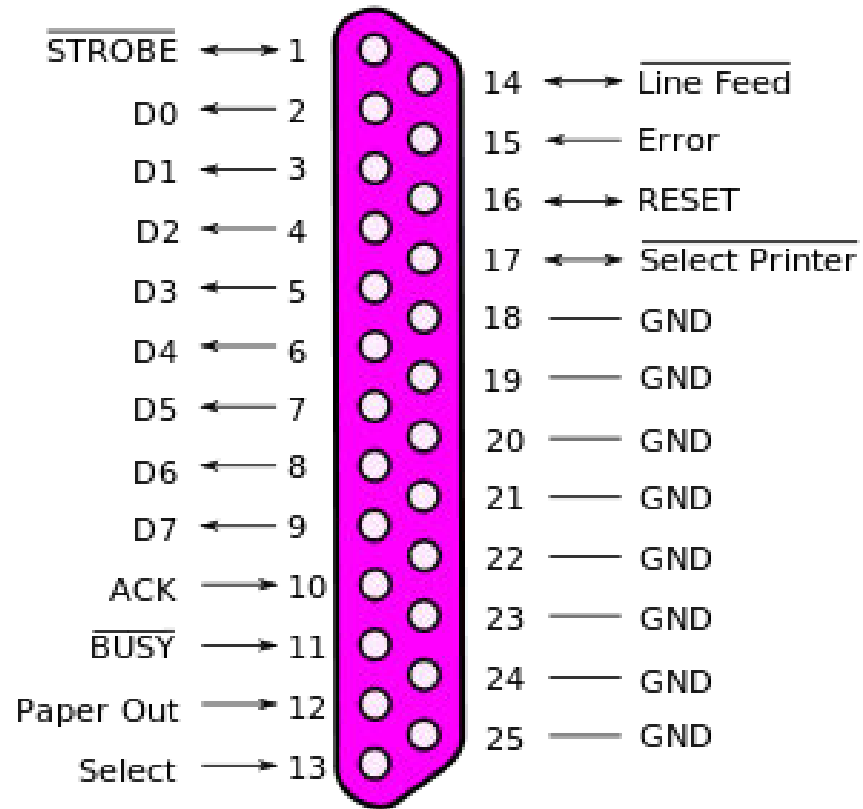 STROBE 1
D0 2
D1 3
D2 4
D3 5
D4 6
D5 7
D6 8
D7 9
ACK 10
BUSY 11
Paper Out 12
Select 13
14 Line Feed
15 Error
16 RESET
17 Select Printer
18 GND
19 GND
20 GND
21 GND
22 GND
23 GND
24 GND
25 GND